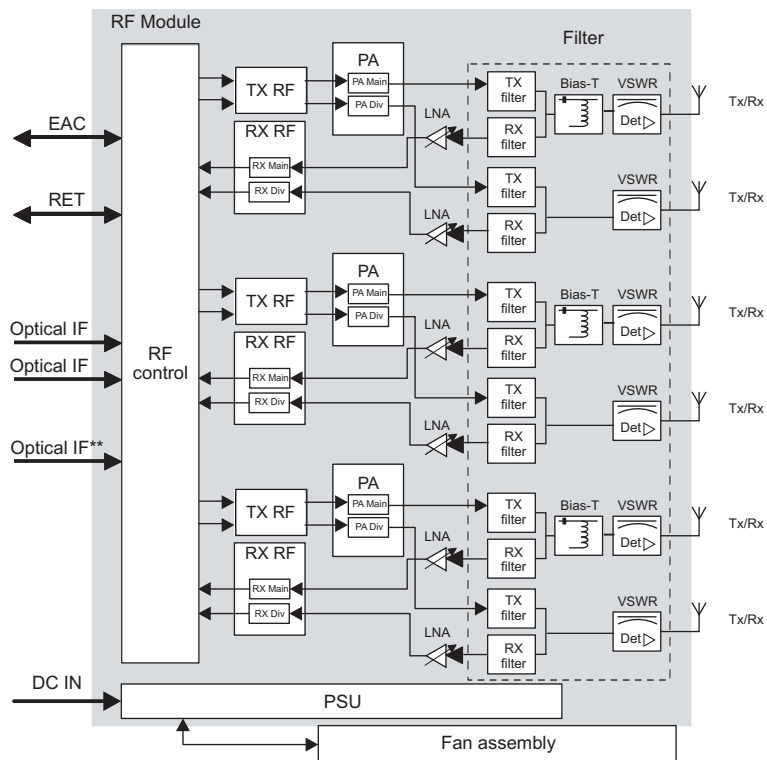 RF Module
Filter
PA
PA Main
PA Div
TX RF
RX RF
RX Main
RX Div
LNA
LNA
TX filter
RX filter
TX filter
RX filter
Bias-T
VSWR
Det
VSWR
Det
Tx/Rx
Tx/Rx
EAC
RET
PA
PA Main
PA Div
TX RF
RX RF
RX Main
RX Div
LNA
LNA
TX filter
RX filter
TX filter
RX filter
Bias-T
VSWR
Det
VSWR
Det
Tx/Rx
Tx/Rx
Optical IF
Optical IF
Optical IF**
RF control
PA
PA Main
PA Div
TX RF
RX RF
RX Main
RX Div
LNA
LNA
TX filter
RX filter
TX filter
RX filter
Bias-T
VSWR
Det
VSWR
Det
Tx/Rx
Tx/Rx
DC IN
PSU
Fan assembly